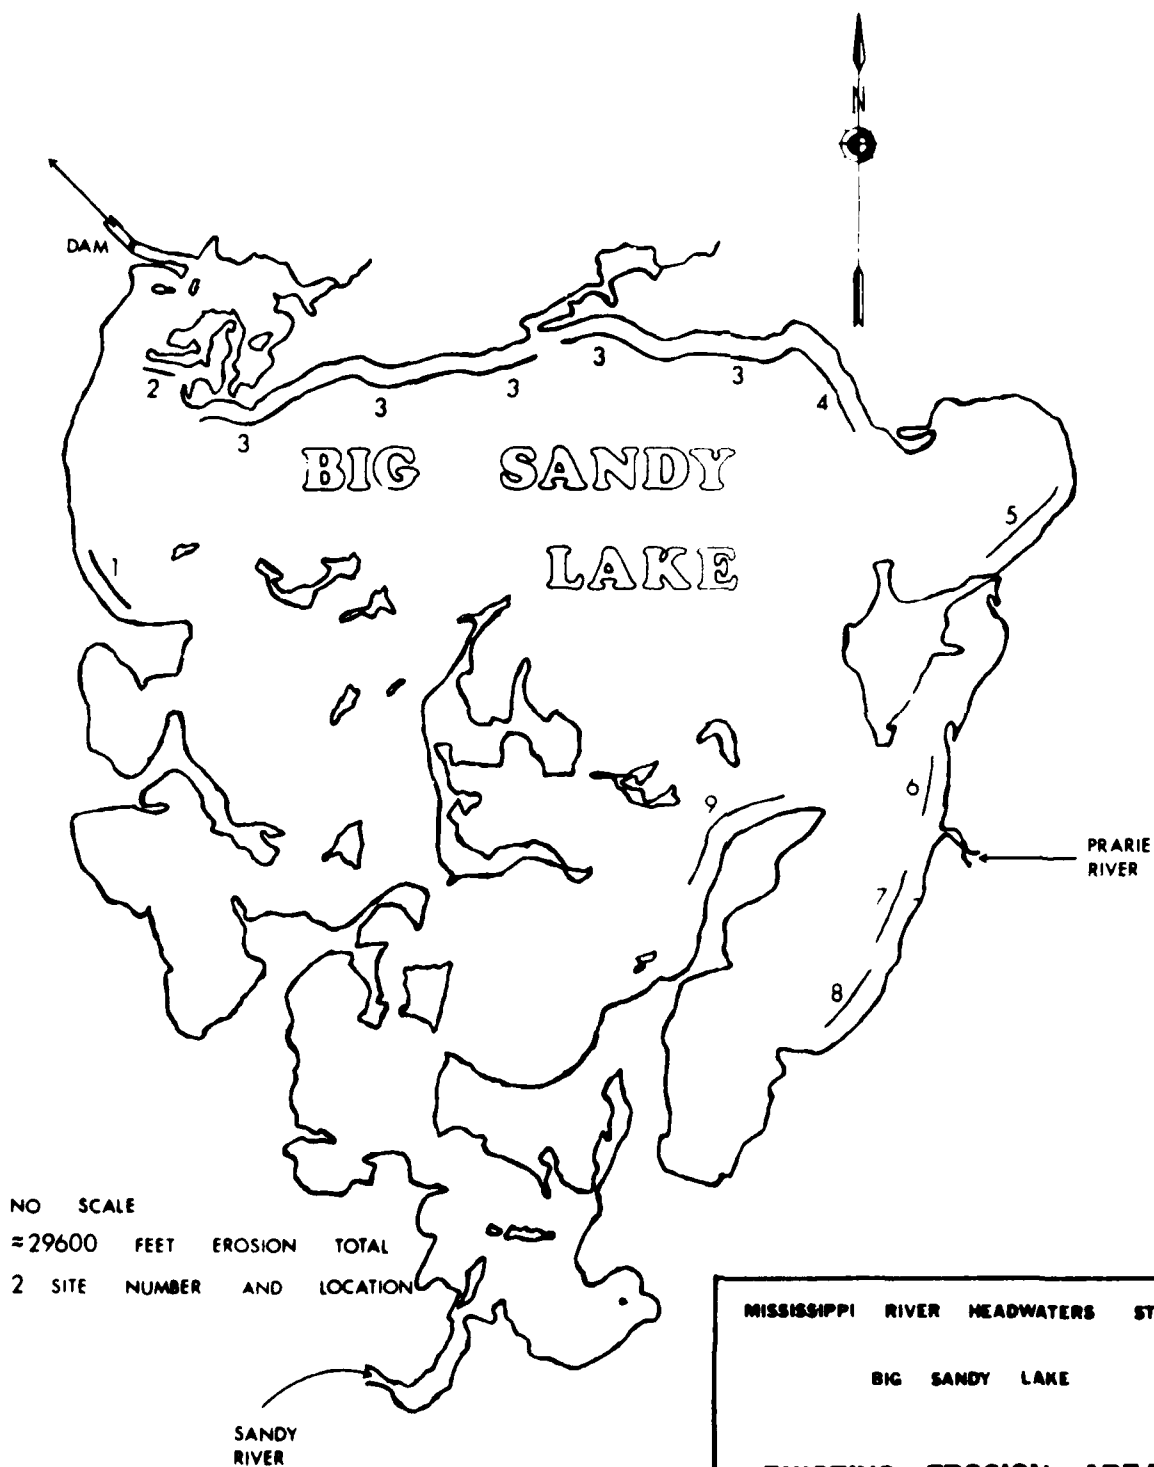 N
DAM
2
3
3
3
3
3
4
BIG SANDY
LAKE
5
1
6
9
PRARIE
RIVER
7
8
NO SCALE
≈29600 FEET EROSION TOTAL
2 SITE NUMBER AND LOCATION
MISSISSIPPI RIVER HEADWATERS ST
BIG SANDY LAKE
SANDY
RIVER
EROSION